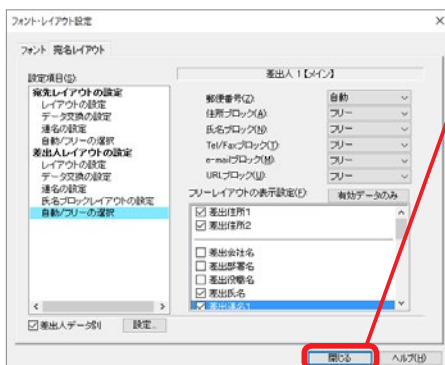 フォント・レイアウト設定
フォント 宛名レイアウト
設定項目(S):
宛先レイアウトの設定
レイアウトの設定
データ交換の設定
連名の設定
自動/フリーの選択
差出人レイアウトの設定
レイアウトの設定
データ交換の設定
連名の設定
氏名ブロックレイアウトの設定
自動/フリーの選択
差出人データ別
設定...
差出人 1【メイン】
郵便番号(Z): 自動
住所ブロック(A): フリー
氏名ブロック(N): フリー
Tel/Faxブロック(T): フリー
e-mailブロック(M): フリー
URLブロック(U): フリー
フリーレイアウトの表示設定(F): 有効データのみ
差出住所1
差出住所2
差出会社名
差出部署名
差出役職名
差出氏名
差出連名1
閉じる ヘルプ(H)